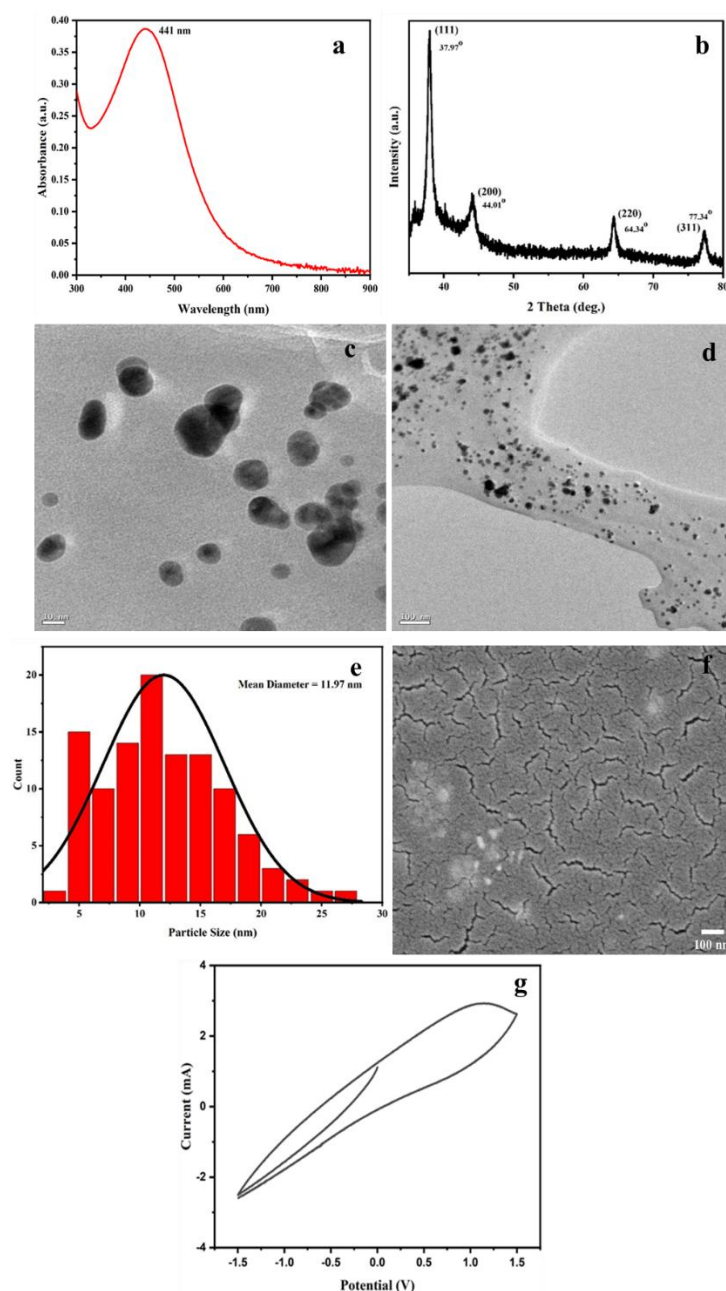 441 nm
a
0.40
0.35
0.30
0.25
0.20
0.15
0.10
0.05
0.00
300 400 500 600 700 800 900
Absorbance (a.u.)
Wavelength (nm)
b
(111)
37.97°
(200)
44.01°
(220)
64.34°
77.34°
(311)
40 50 60 70 80
Intensity (a.u.)
2 Theta (deg.)
c
10 nm
d
100 nm
e
Mean Diameter = 11.97 nm
20
15
10
5
0
5 10 15 20 25 30
Count
Particle Size (nm)
f
100 nm
g
4
2
0
-2
-4
-1.5 -1.0 -0.5 0.0 0.5 1.0 1.5
Current (mA)
Potential (V)